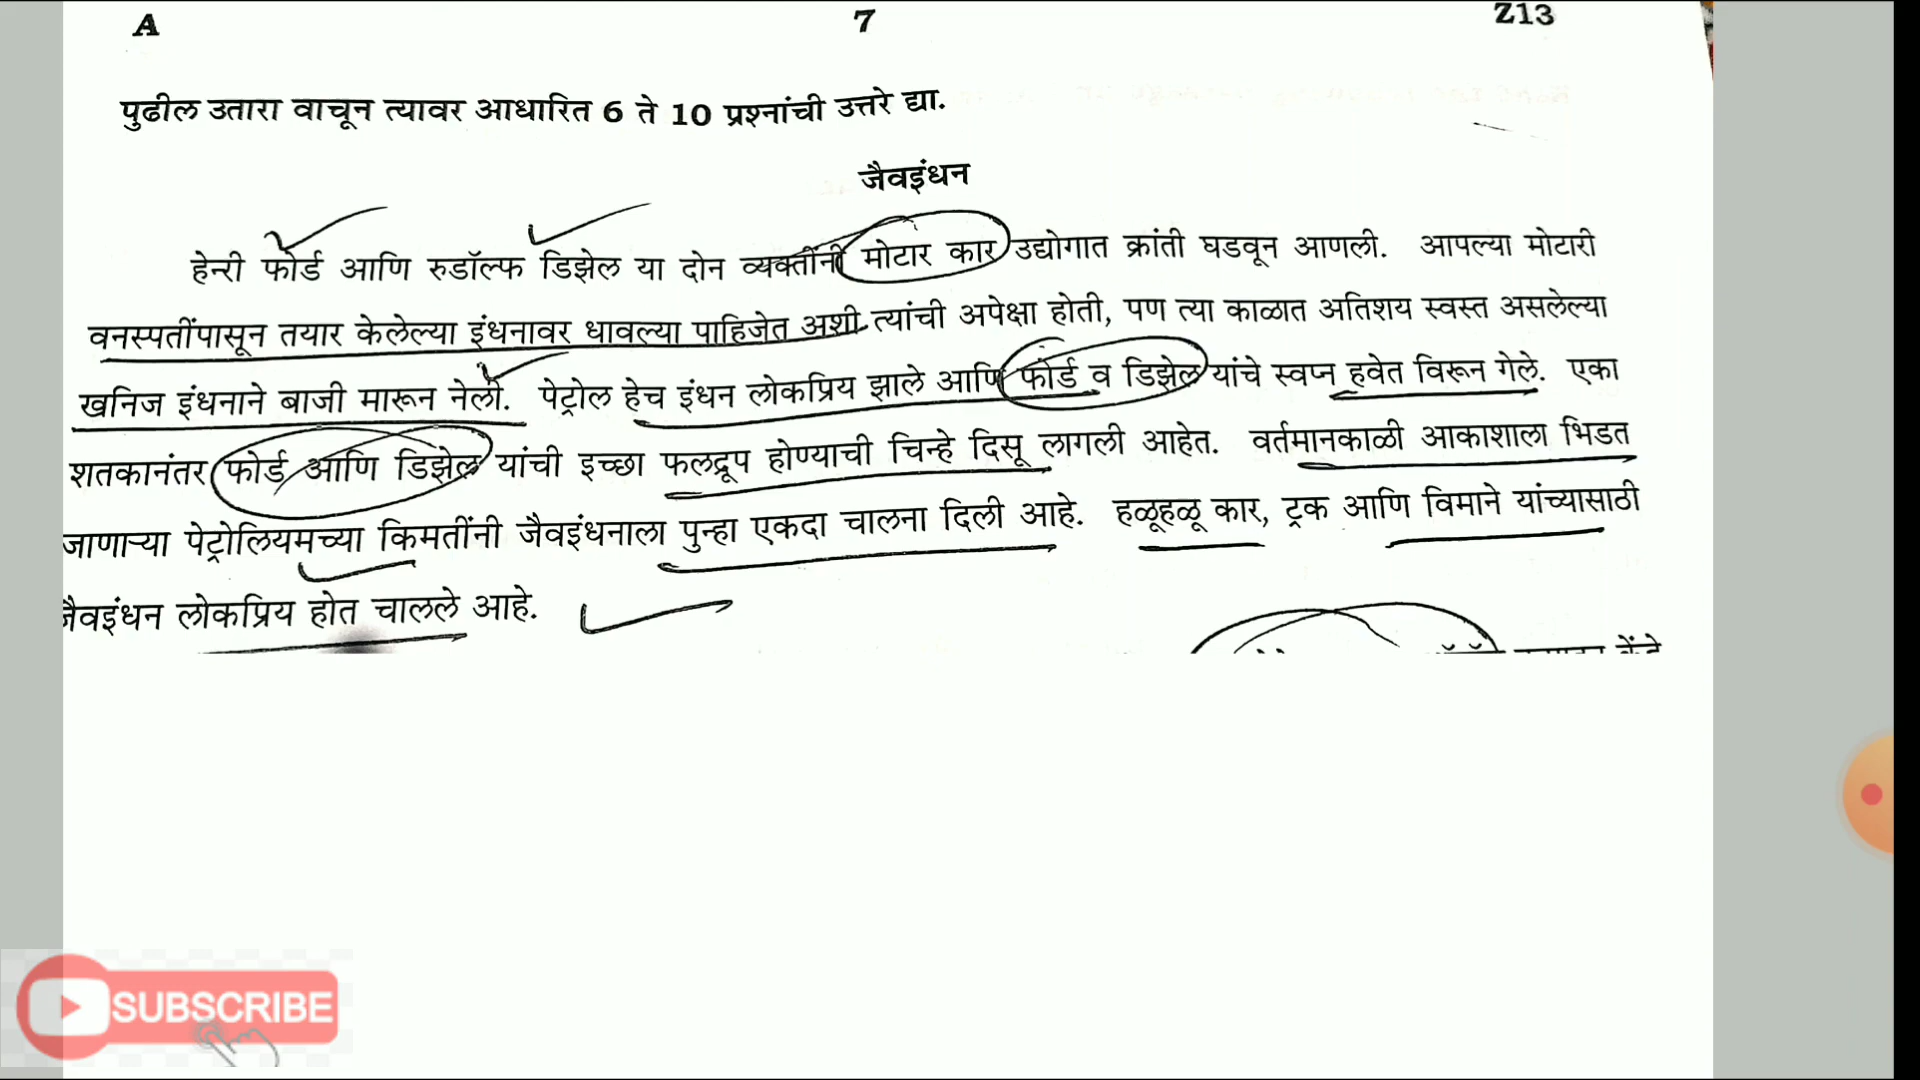 A 7 Z13
पुढील उतारा वाचून त्यावर आधारित 6 ते 10 प्रश्नांची उत्तरे द्या.
जैवइंधन
हेन्री फोर्ड आणि रुडॉल्फ डिझेल या दोन व्यक्तींनी मोटार कार उद्योगात क्रांती घडवून आणली. आपल्या मोटारी
वनस्पतींपासून तयार केलेल्या इंधनावर धावल्या पाहिजेत अशी त्यांची अपेक्षा होती, पण त्या काळात अतिशय स्वस्त असलेल्या
खनिज इंधनाने बाजी मारून नेली. पेट्रोल हेच इंधन लोकप्रिय झाले आणि फोर्ड व डिझेल यांचे स्वप्न हवेत विरून गेले. एका
शतकानंतर फोर्ड आणि डिझेल यांची इच्छा फलद्रूप होण्याची चिन्हे दिसू लागली आहेत. वर्तमानकाळी आकाशाला भिडत
जाणाऱ्या पेट्रोलियमच्या किमतींनी जैवइंधनाला पुन्हा एकदा चालना दिली आहे. हळूहळू कार, ट्रक आणि विमाने यांच्यासाठी
जैवइंधन लोकप्रिय होत चालले आहे.
SUBSCRIBE